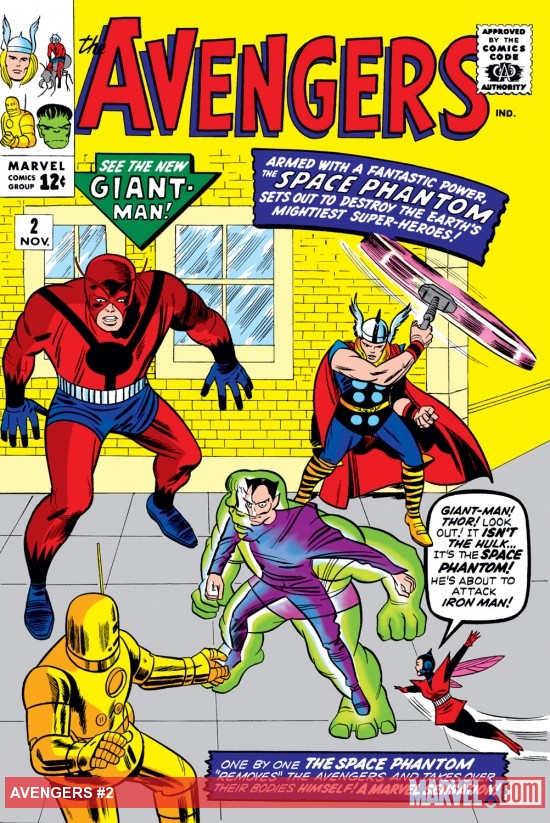 the AVENGERS
IND.
APPROVED
BY THE
COMICS
CODE
CA
AUTHORITY
MARVEL
COMICS
GROUP 12¢
2
NOV.
SEE THE NEW
GIANT-
MAN!
ARMED WITH A FANTASTIC POWER,
THE SPACE PHANTOM
SETS OUT TO DESTROY THE EARTH'S
MIGHTIEST SUPER-HEROES!
GIANT-MAN!
THOR! LOOK
OUT! IT ISN'T
THE HULK...
IT'S THE SPACE
PHANTOM!
HE'S ABOUT TO
ATTACK
IRON MAN!
ONE BY ONE THE SPACE PHANTOM
"REMOVES" THE AVENGERS AND TAKES OVER
THEIR BODIES HIMSELF! A MARVEL SENSATION!
AVENGERS #2